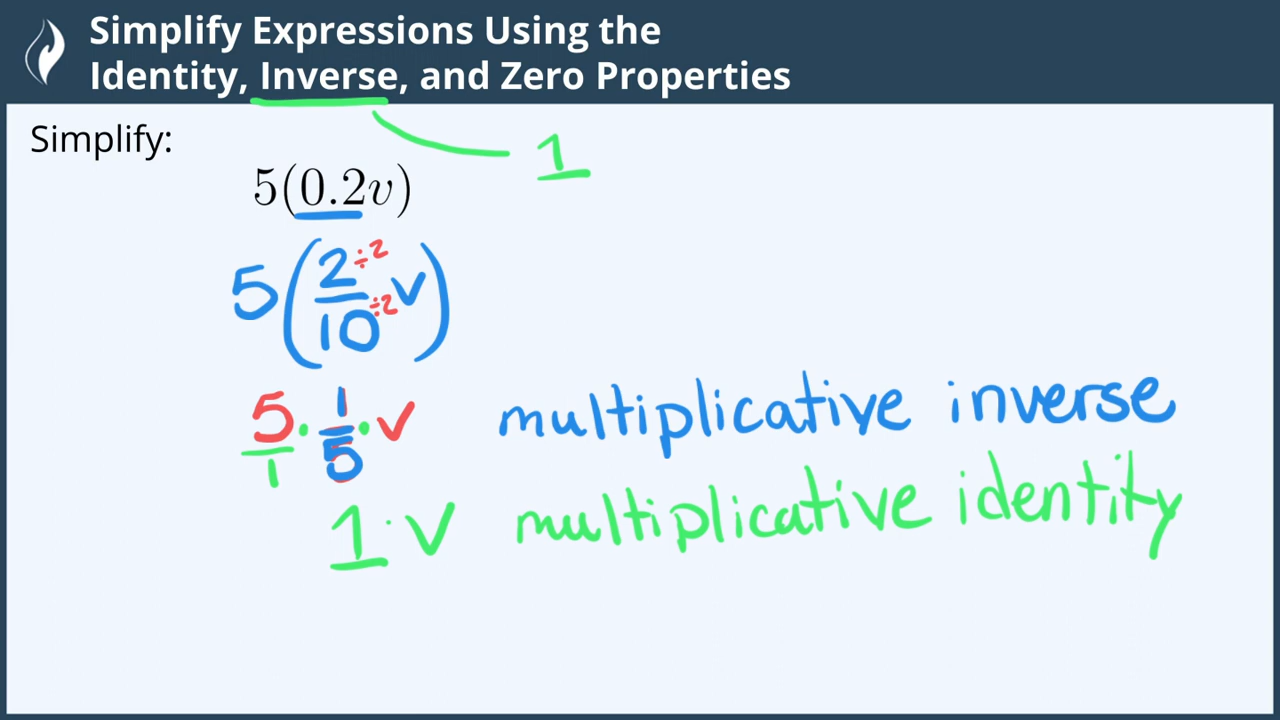 Simplify Expressions Using the
Identity, Inverse, and Zero Properties
Simplify:
1
5(0.2v)
5(2÷2/10÷2 v)
5/1 · 1/5 · v multiplicative inverse
1 · v multiplicative identity